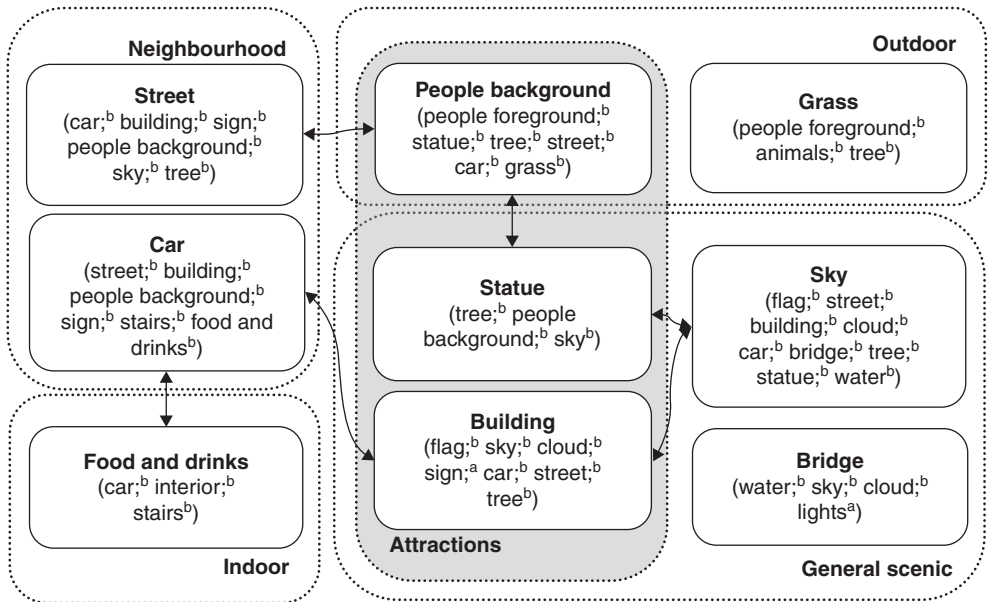 Neighbourhood
Street
(car;ᵇ building;ᵇ sign;ᵇ
people background;ᵇ
sky;ᵇ treeᵇ)
Car
(street;ᵇ building;ᵇ
people background;ᵇ
sign;ᵇ stairs;ᵇ food and
drinksᵇ)
Food and drinks
(car;ᵇ interior;ᵇ
stairsᵇ)
Indoor
Outdoor
People background
(people foreground;ᵇ
statue;ᵇ tree;ᵇ street;ᵇ
car;ᵇ grassᵇ)
Grass
(people foreground;ᵇ
animals;ᵇ treeᵇ)
Statue
(tree;ᵇ people
background;ᵇ skyᵇ)
Building
(flag;ᵇ sky;ᵇ cloud;ᵇ
sign;ᵃ car;ᵇ street;ᵇ
treeᵇ)
Attractions
Sky
(flag;ᵇ street;ᵇ
building;ᵇ cloud;ᵇ
car;ᵇ bridge;ᵇ tree;ᵇ
statue;ᵇ waterᵇ)
Bridge
(water;ᵇ sky;ᵇ cloud;ᵇ
lightsᵃ)
General scenic